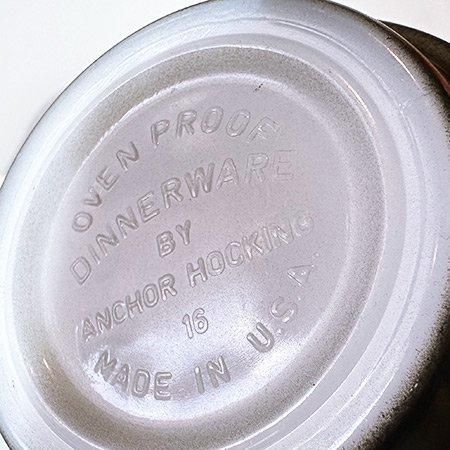 OVEN PROOF
DINNERWARE
BY
ANCHOR HOCKING
16
MADE IN U.S.A.